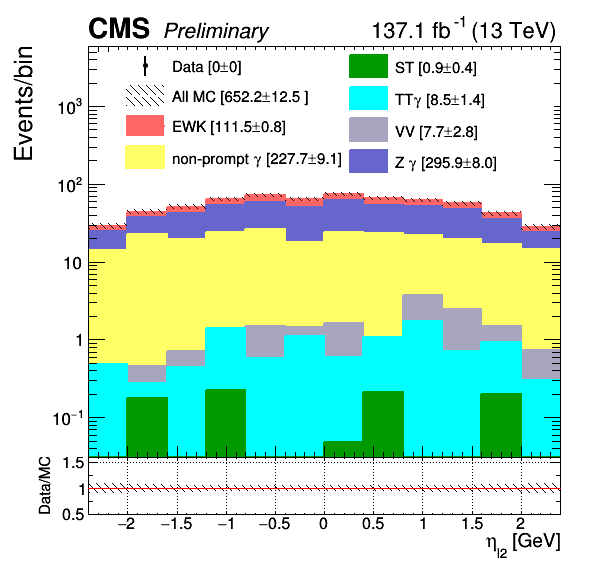 CMS Preliminary 137.1 fb⁻¹ (13 TeV)
Events/bin
Data [0±0]
All MC [652.2±12.5 ]
EWK [111.5±0.8]
non-prompt γ [227.7±9.1]
ST [0.9±0.4]
TTγ [8.5±1.4]
VV [7.7±2.8]
Z γ [295.9±8.0]
10³
10²
10
1
10⁻¹
Data/MC
1.5
1
0.5
−2 −1.5 −1 −0.5 0 0.5 1 1.5 2
η_l2 [GeV]